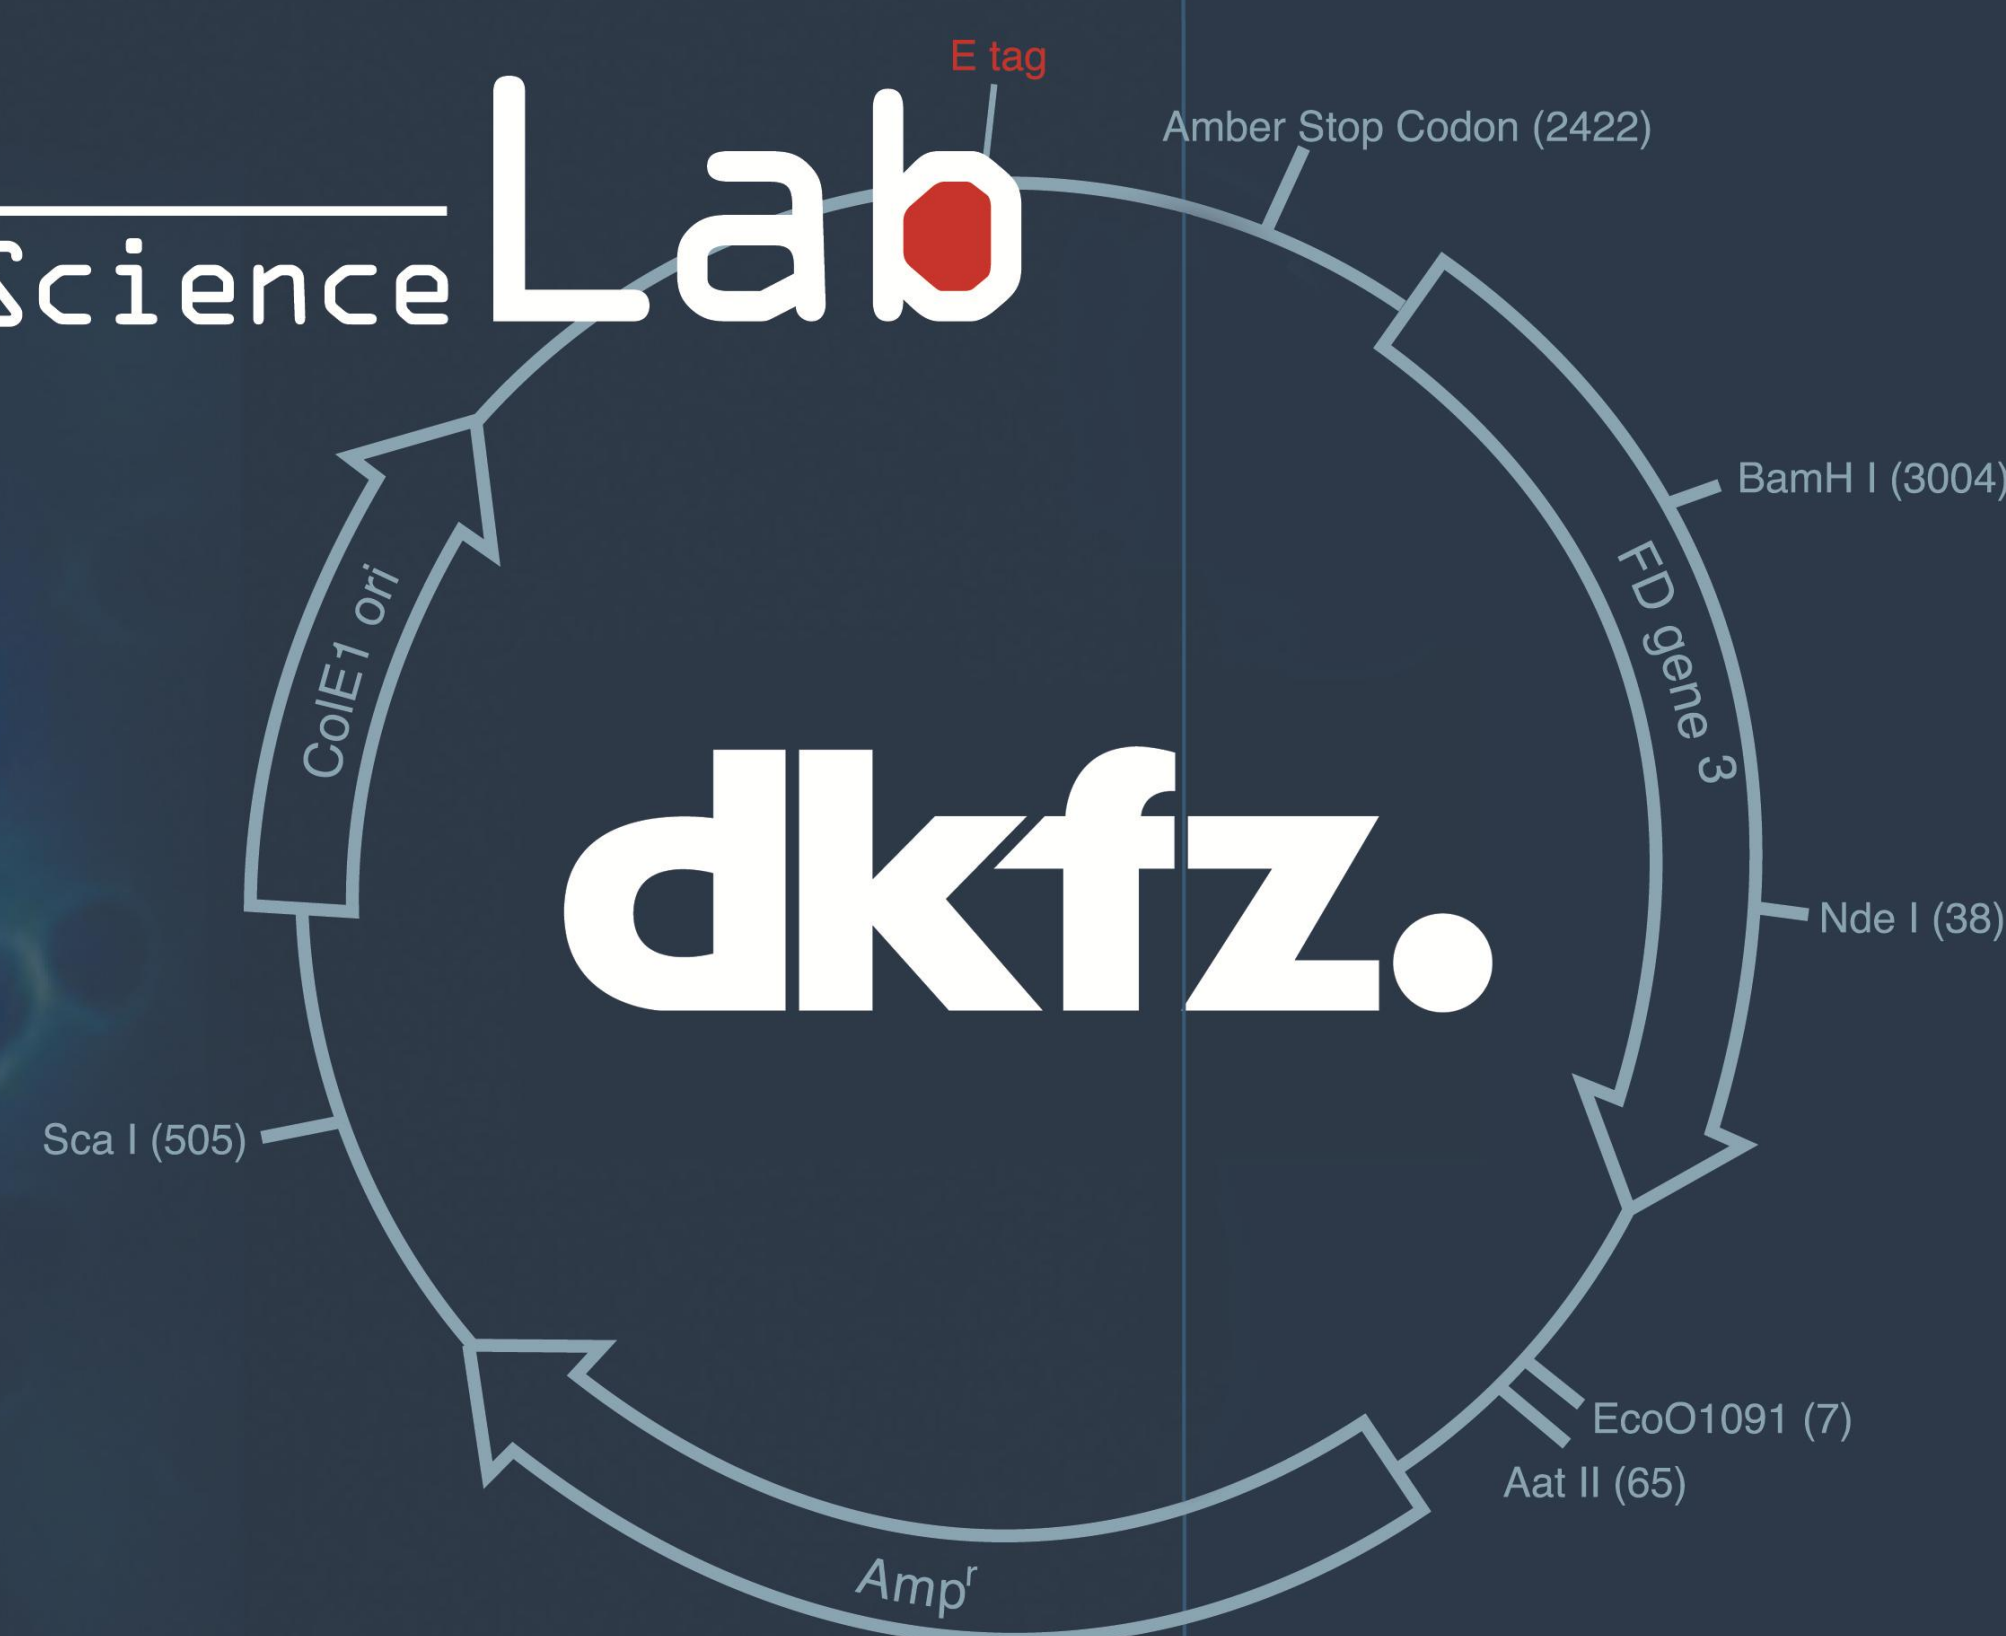 E tag
Amber Stop Codon (2422)
Science Lab
BamH I (3004)
FD gene 3
ColE1 ori
dkfz.
Nde I (38)
Sca I (505)
EcoO1091 (7)
Aat II (65)
Ampʳ